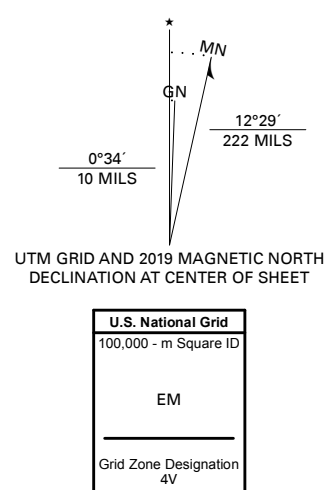 ★
MN
GN
12°29´
222 MILS
0°34´
10 MILS
UTM GRID AND 2019 MAGNETIC NORTH
DECLINATION AT CENTER OF SHEET
U.S. National Grid
100,000 - m Square ID
EM
Grid Zone Designation
4V